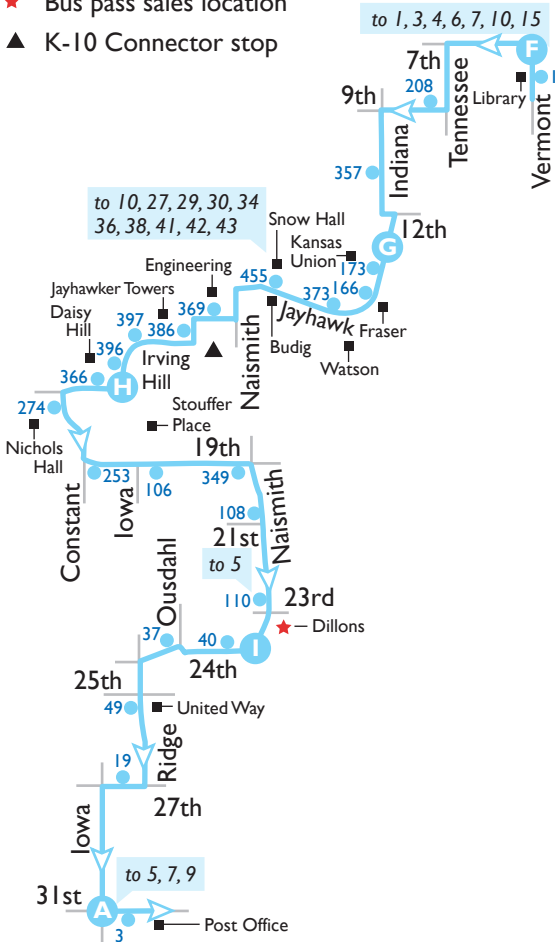 Bus pass sales location
K-10 Connector stop
to 1, 3, 4, 6, 7, 10, 15
F
7th
Library
Vermont
Tennessee
208
9th
Indiana
357
12th
G
to 10, 27, 29, 30, 34
36, 38, 41, 42, 43
Snow Hall
Kansas
Union
173
166
373
455
Jayhawk
Fraser
Budig
Watson
Engineering
Jayhawker Towers
369
386
397
Daisy
Hill
396
366
Irving
Hill
Naismith
H
274
Nichols
Hall
Stouffer
Place
19th
253
106
349
Constant
Iowa
Naismith
108
21st
to 5
110
23rd
Dillons
I
Ousdahl
37
40
24th
25th
49
United Way
Ridge
19
27th
Iowa
to 5, 7, 9
31st
A
3
Post Office